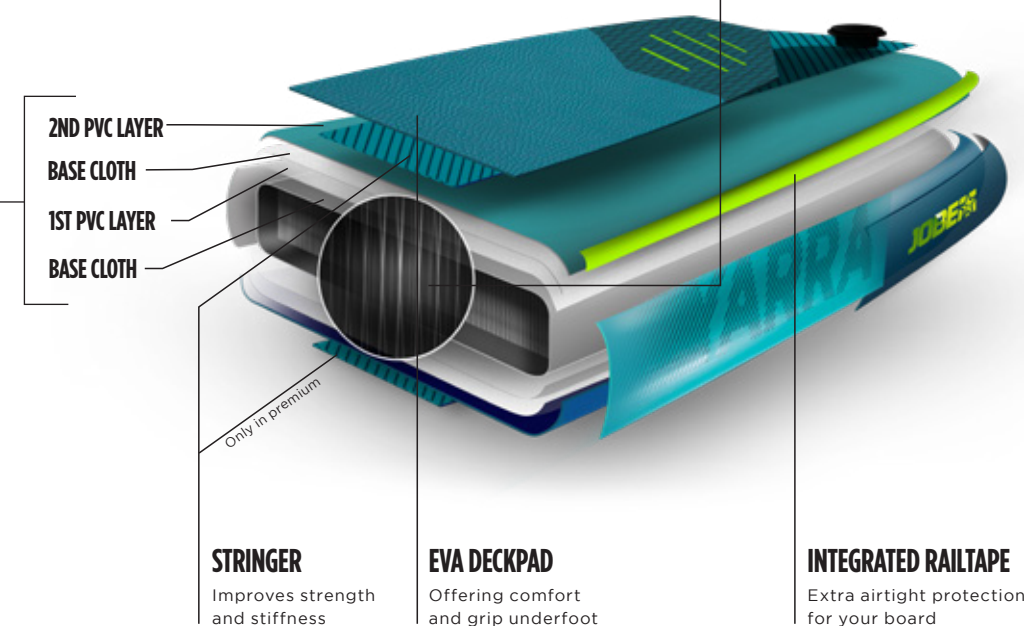 2ND PVC LAYER
BASE CLOTH
1ST PVC LAYER
BASE CLOTH
YARRA
JOBE
Only in premium
STRINGER
Improves strength
and stiffness
EVA DECKPAD
Offering comfort
and grip underfoot
INTEGRATED RAILTAPE
Extra airtight protection
for your board